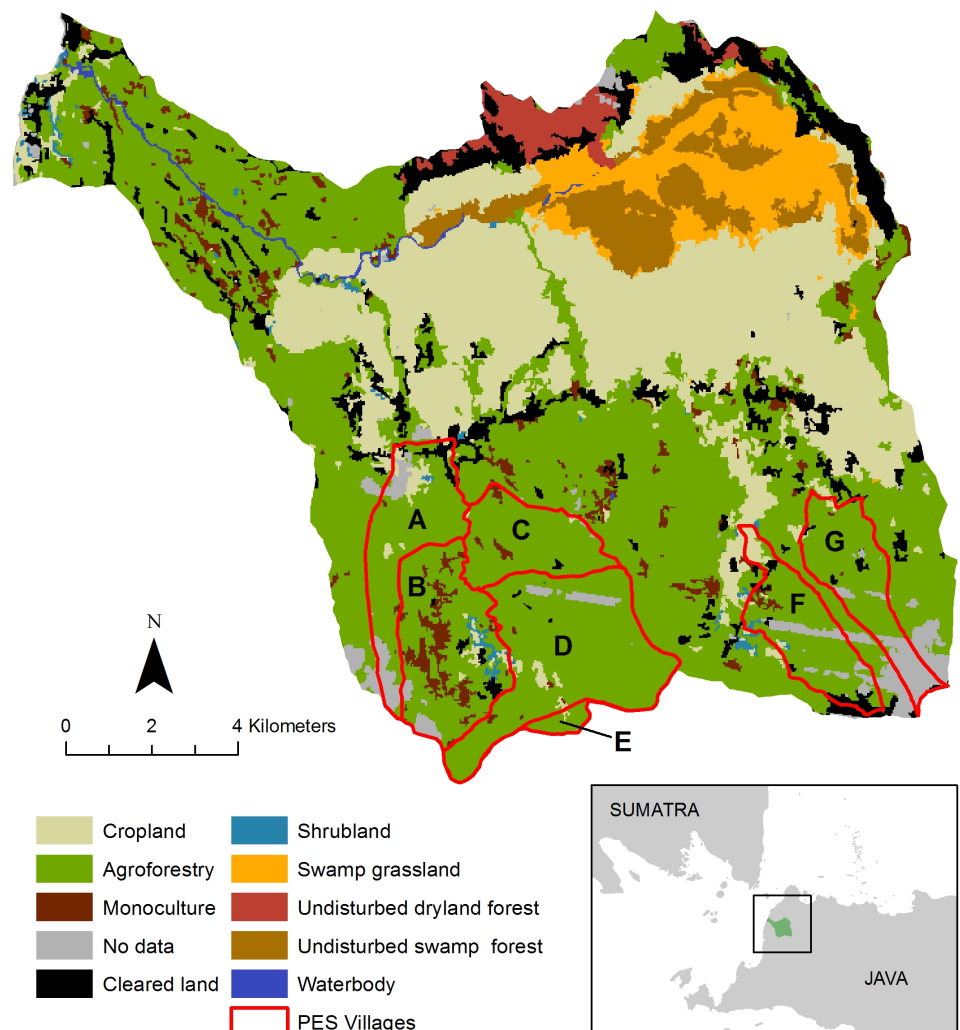 A
C
G
B
F
D
N
E
0 2 4 Kilometers
Cropland
Agroforestry
Monoculture
No data
Cleared land
Shrubland
Swamp grassland
Undisturbed dryland forest
Undisturbed swamp forest
Waterbody
PES Villages
SUMATRA
JAVA